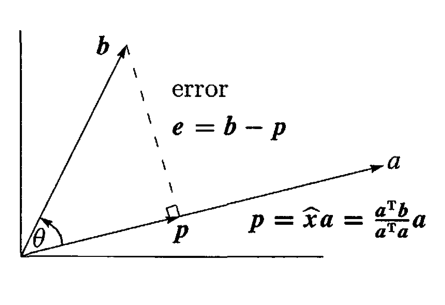 b
error
e = b − p
a
θ
p
p = x̂a = aᵀb/aᵀa a